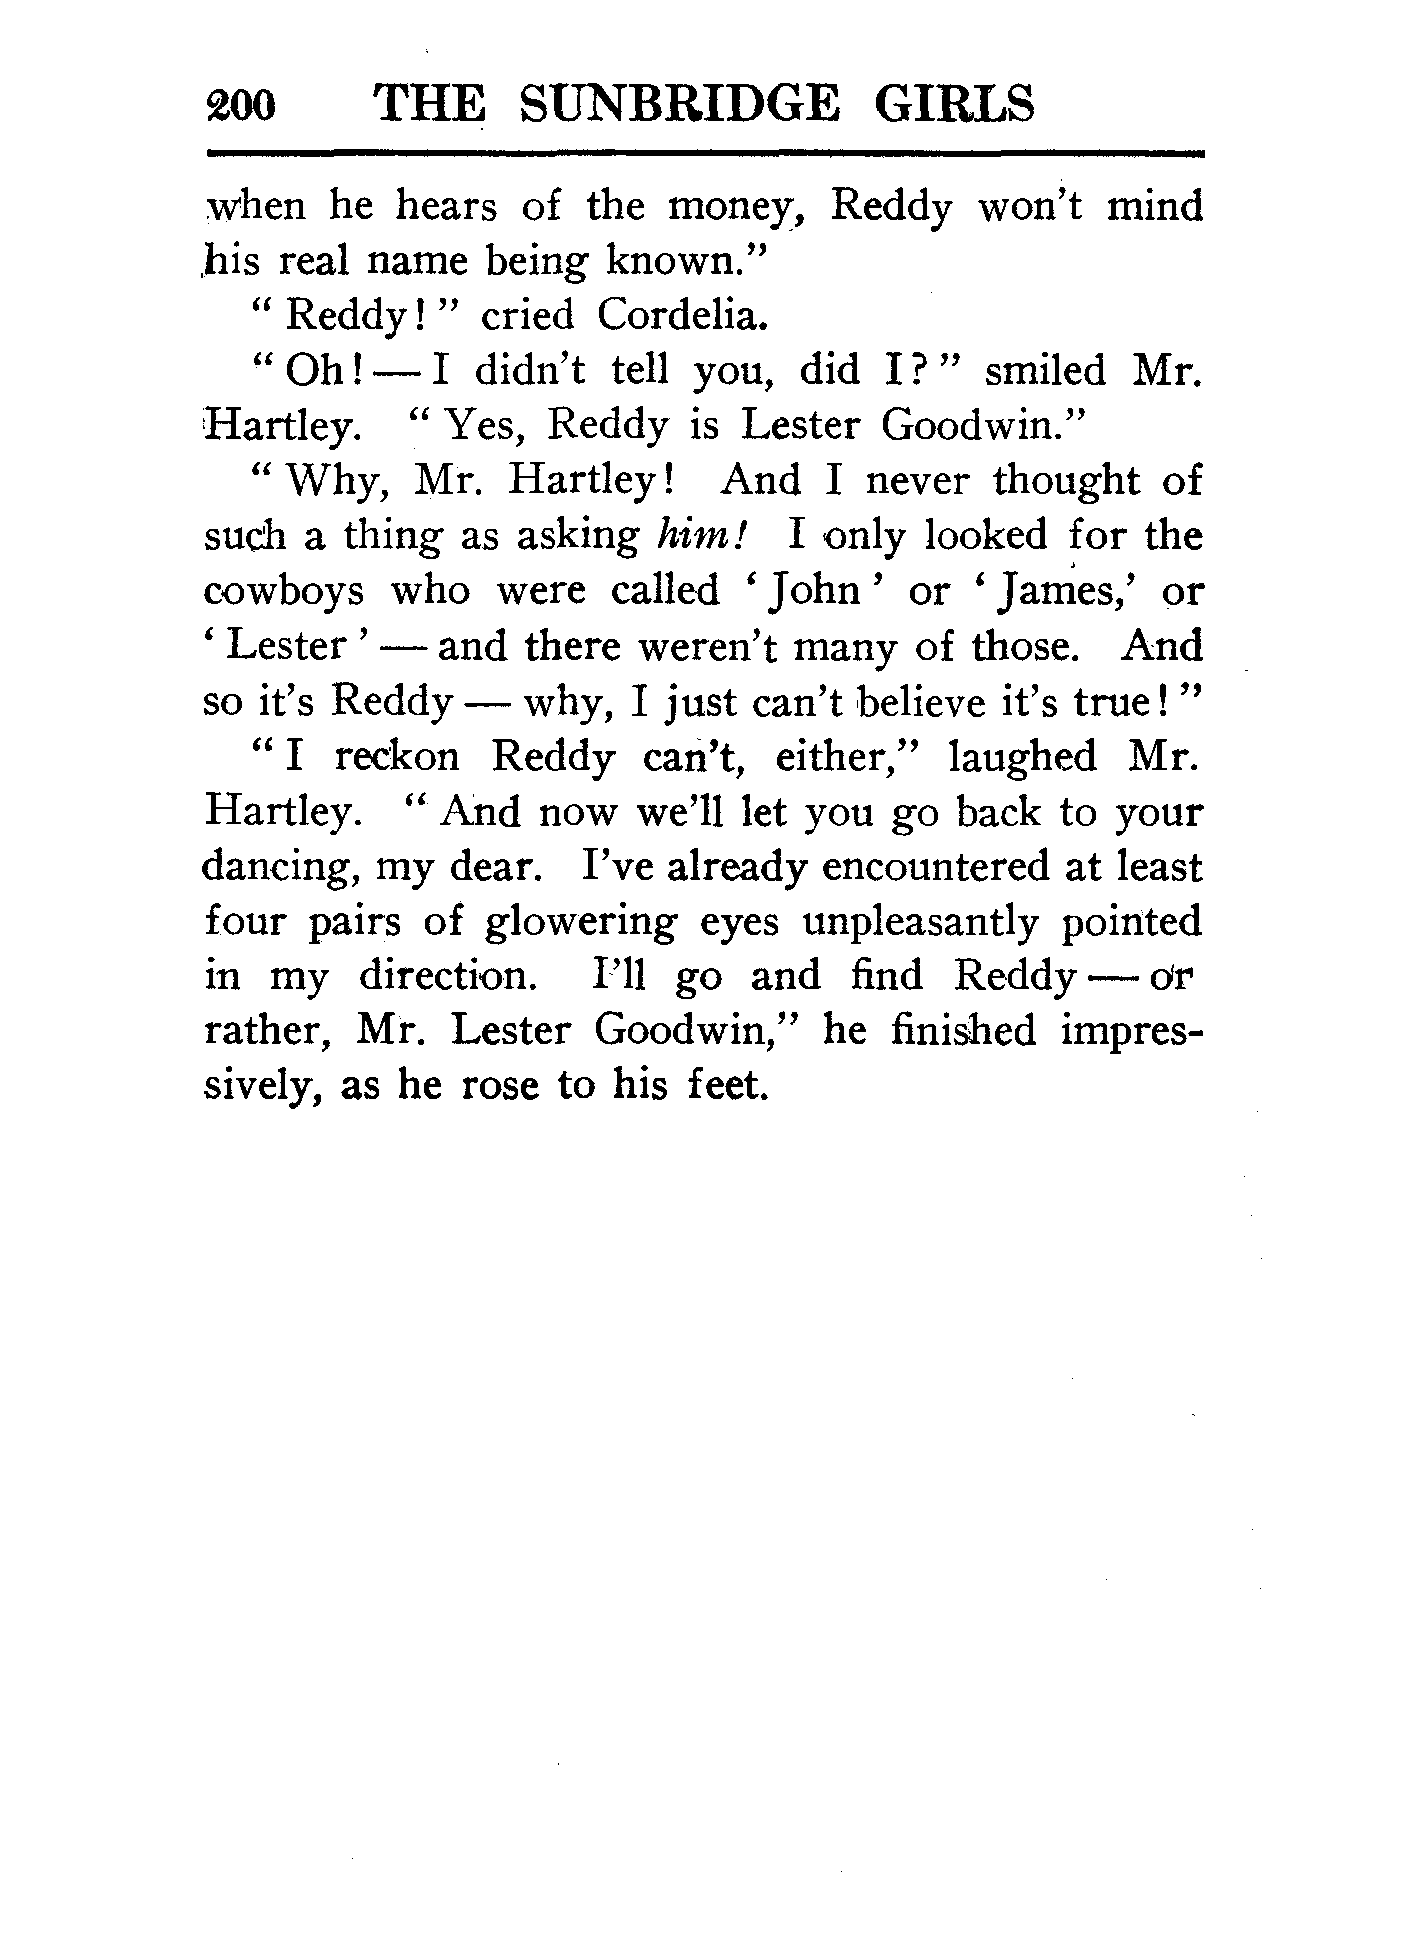 200 THE SUNBRIDGE GIRLS
when he hears of the money, Reddy won't mind
his real name being known."
" Reddy! " cried Cordelia.
" Oh! — I didn't tell you, did I? " smiled Mr.
Hartley. " Yes, Reddy is Lester Goodwin."
" Why, Mr. Hartley! And I never thought of
such a thing as asking him! I only looked for the
cowboys who were called ' John ' or ' James,' or
' Lester ' — and there weren't many of those. And
so it's Reddy — why, I just can't believe it's true! "
" I reckon Reddy can't, either," laughed Mr.
Hartley. " And now we'll let you go back to your
dancing, my dear. I've already encountered at least
four pairs of glowering eyes unpleasantly pointed
in my direction. I'll go and find Reddy — or
rather, Mr. Lester Goodwin," he finished impres-
sively, as he rose to his feet.